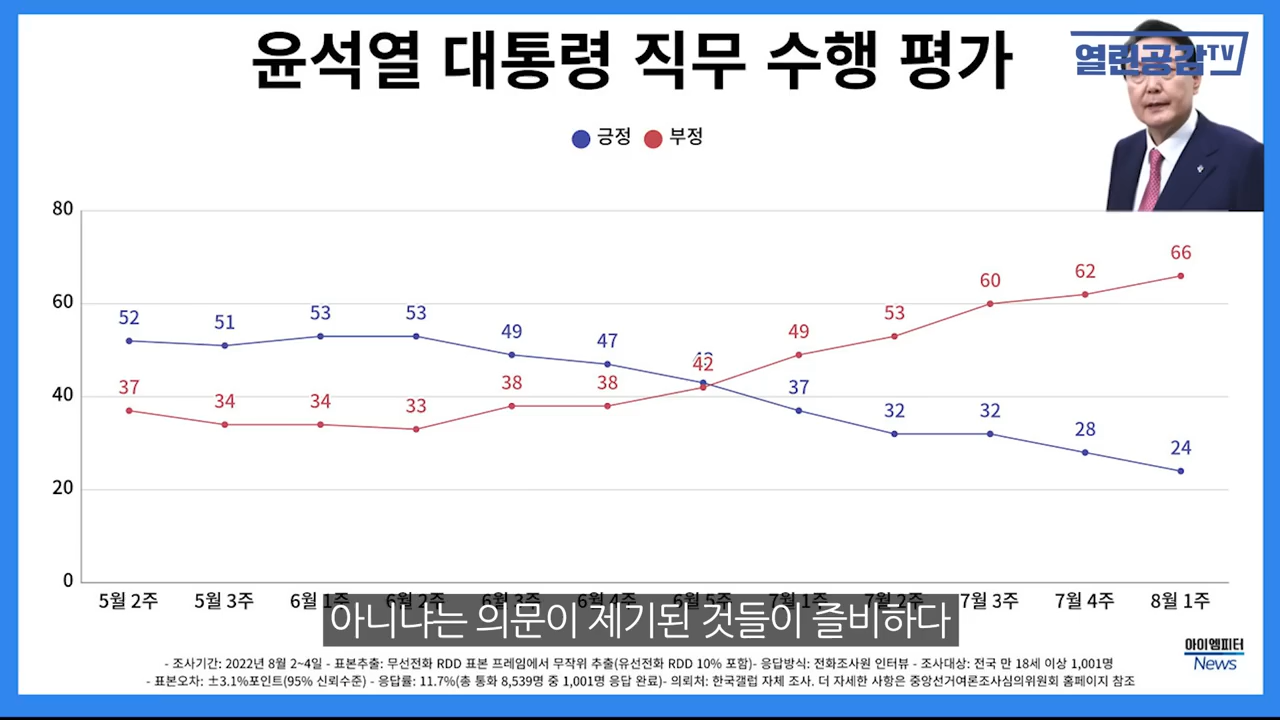 윤석열 대통령 직무 수행 평가
열린공감TV
긍정 부정
80
60
40
20
0
52 51 53 53 49 47 37 32 32 28 24
37 34 34 33 38 38 42 49 53 60 62 66
5월 2주 5월 3주 6월 1주 6월 2주 6월 3주 6월 4주 6월 5주 7월 1주 7월 2주 7월 3주 7월 4주 8월 1주
아니냐는 의문이 제기된 것들이 즐비하다
아이엠피터
News
- 조사기간: 2022년 8월 2~4일 - 표본추출: 무선전화 RDD 표본 프레임에서 무작위 추출(유선전화 RDD 10% 포함)- 응답방식: 전화조사원 인터뷰 - 조사대상: 전국 만 18세 이상 1,001명
- 표본오차: ±3.1%포인트(95% 신뢰수준) - 응답률: 11.7%(총 통화 8,539명 중 1,001명 응답 완료)- 의뢰처: 한국갤럽 자체 조사. 더 자세한 사항은 중앙선거여론조사심의위원회 홈페이지 참조